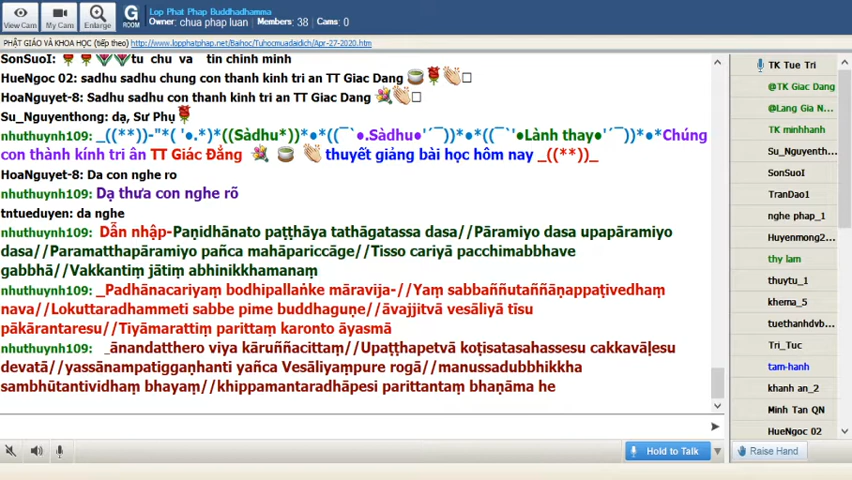 View Cam
My Cam
Enlarge
G
ROOM
Lop Phat Phap Buddhadhamma
Owner: chua phap luan
Members: 38
Cams: 0
PHẬT GIÁO VÀ KHOA HỌC (tiếp theo) http://www.lopphatphap.net/Baihoc/Tuhocmuadaidich/Apr-27-2020.htm
SonSuoI: 🌹🌹🌷🌷tu chu va tin chinh minh
HueNgoc 02: sadhu sadhu chung con thanh kinh tri an TT Giac Dang 🍵🌹👏
HoaNguyet-8: Sadhu sadhu con thanh kinh tri an TT Giac Dang 💐👏
Su_Nguyenthong: dạ, Sư Phụ🌹
nhuthuynh109: _((**))-"*( '●.*)*((Sàdhu*))*●*((¯`●.Sàdhu●'´¯))*●*((¯`'●Lành thay●'´¯))*●*Chúng
con thành kính tri ân TT Giác Đẳng 💐 🍵 👏 thuyết giảng bài học hôm nay _((**))_
HoaNguyet-8: Da con nghe ro
nhuthuynh109: Dạ thưa con nghe rõ
tntueduyen: da nghe
nhuthuynh109: Dẫn nhập-Paṇidhānato paṭṭhāya tathāgatassa dasa//Pāramiyo dasa upapāramiyo
dasa//Paramatthapāramiyo pañca mahāpariccāge//Tisso cariyā pacchimabbhave
gabbhā//Vakkantiṃ jātiṃ abhinikkhamanaṃ
nhuthuynh109: _Padhānacariyaṃ bodhipallaṅke māravija-//Yaṃ sabbaññutaññāṇappaṭivedhaṃ
nava//Lokuttaradhammeti sabbe pime buddhaguṇe//āvajjitvā vesāliyā tīsu
pākārantaresu//Tiyāmarattiṃ parittaṃ karonto āyasmā
nhuthuynh109: _ānandatthero viya kāruññacittaṃ//Upaṭṭhapetvā koṭisatasahassesu cakkavāḷesu
devatā//yassānampatiggaṇhanti yañca Vesāliyaṃpure rogā//manussadubbhikkha
sambhūtantividhaṃ bhayaṃ//khippamantaradhāpesi parittantaṃ bhaṇāma he
TK Tue Tri
@TK Giac Dang
@Lang Gia N...
TK minhhanh
Su_Nguyenth...
SonSuoI
TranDao1
nghe phap_1
Huyenmong2...
thy lam
thuytu_1
khema_5
tuethanhdvb...
Tri_Tuc
tam-hanh
khanh an_2
Minh Tan QN
HueNgoc 02
Hold to Talk
Raise Hand